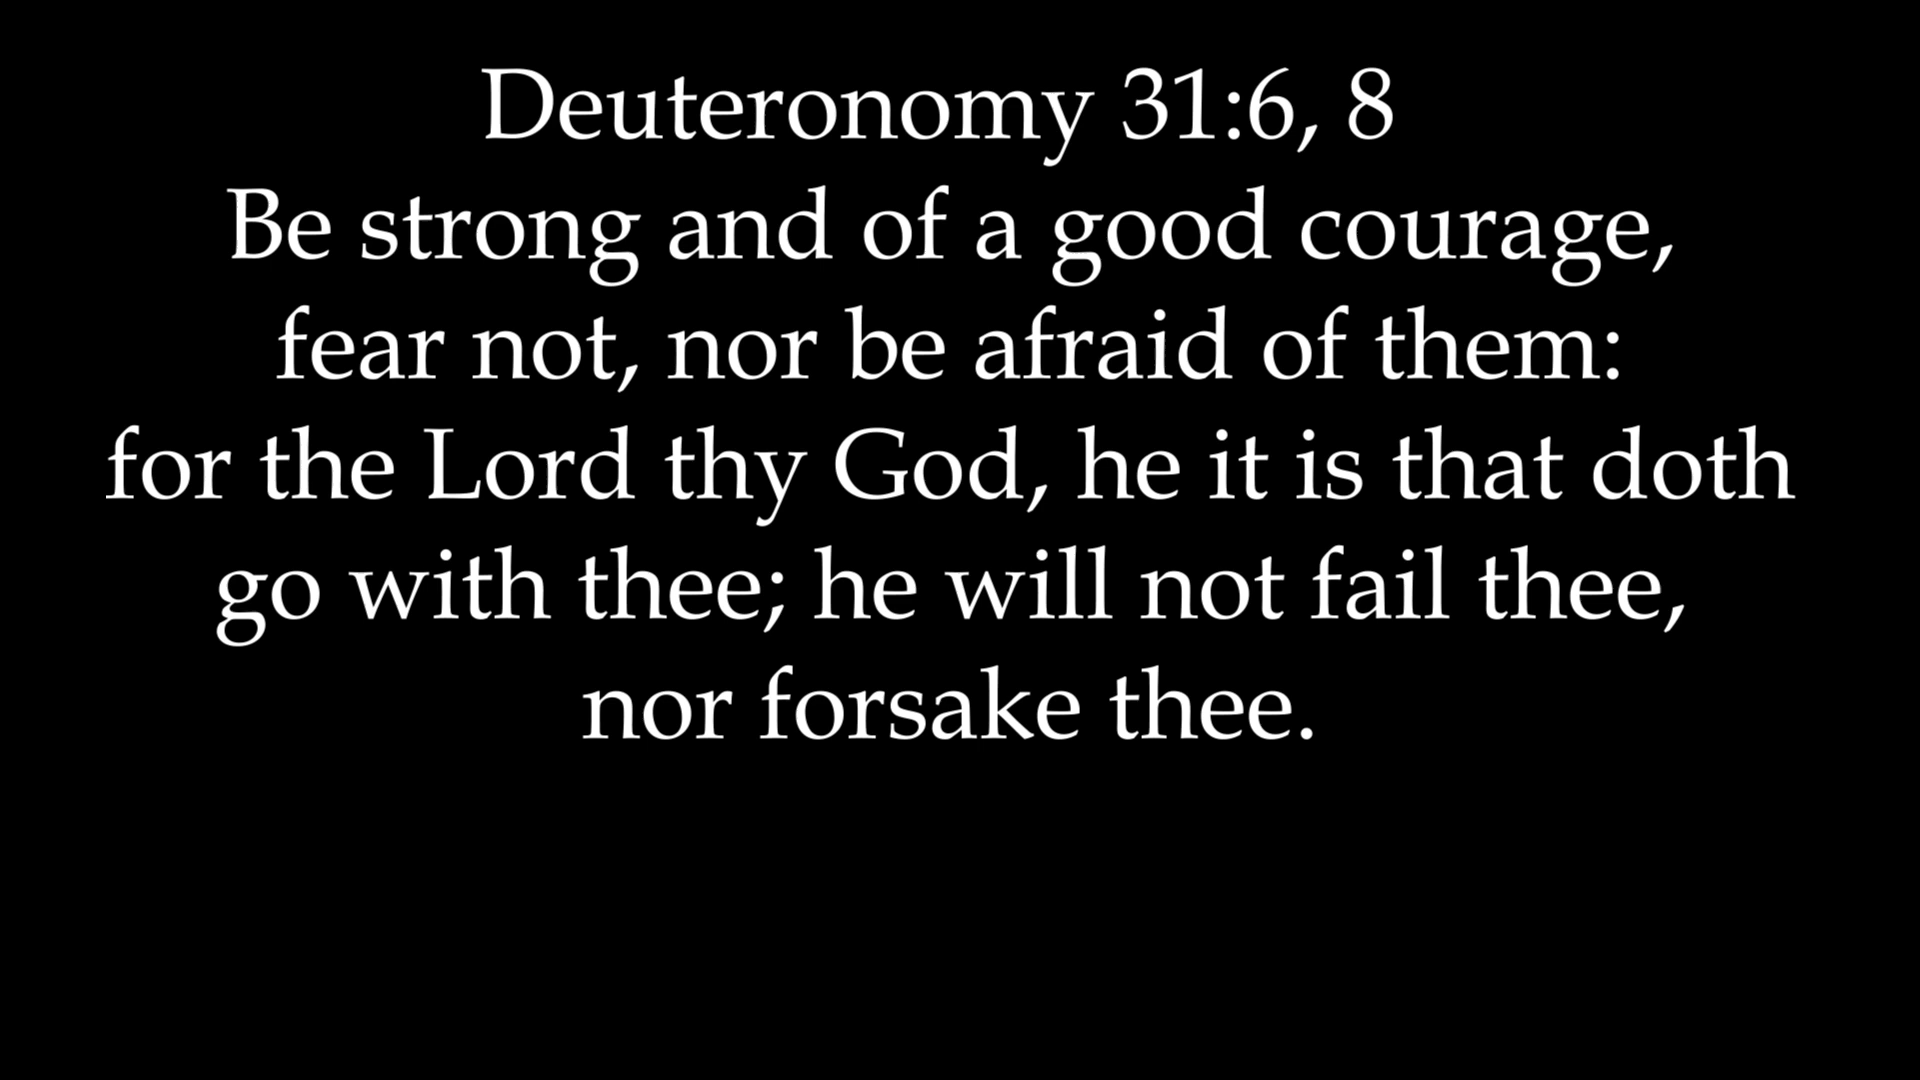 Deuteronomy 31:6, 8
Be strong and of a good courage,
fear not, nor be afraid of them:
for the Lord thy God, he it is that doth
go with thee; he will not fail thee,
nor forsake thee.